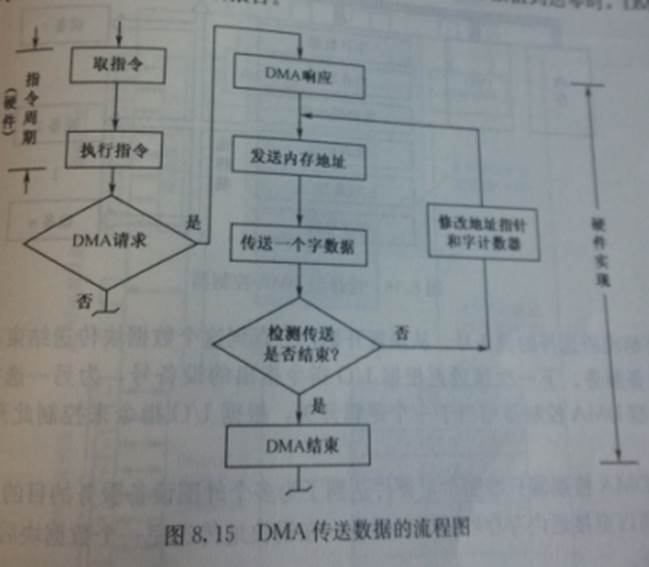 取指令
执行指令
DMA请求
是
否
指令周期
(硬件)
DMA响应
发送内存地址
传送一个字数据
检测传送
是否结束?
否
是
DMA结束
修改地址指针
和字计数器
硬件实现
图 8.15 DMA 传送数据的流程图